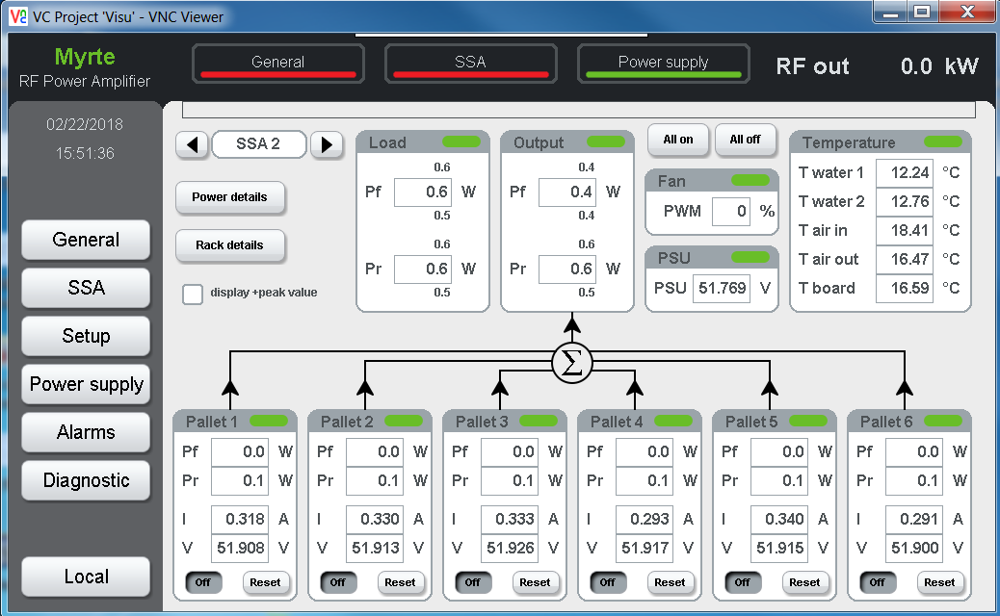 VC Project 'Visu' - VNC Viewer
Myrte
RF Power Amplifier
General SSA Power supply
RF out 0.0 kW
02/22/2018
15:51:36
General
SSA
Setup
Power supply
Alarms
Diagnostic
Local
SSA 2
Power details
Rack details
display +peak value
Load
0.6
Pf 0.6 W
0.5
0.6
Pr 0.6 W
0.5
Output
0.4
Pf 0.4 W
0.4
0.6
Pr 0.6 W
0.5
All on All off
Fan
PWM 0 %
PSU
PSU 51.769 V
Temperature
T water 1 12.24 °C
T water 2 12.76 °C
T air in 18.41 °C
T air out 16.47 °C
T board 16.59 °C
Σ
Pallet 1
Pf 0.0 W
Pr 0.1 W
I 0.318 A
V 51.908 V
Off Reset
Pallet 2
Pf 0.0 W
Pr 0.1 W
I 0.330 A
V 51.913 V
Off Reset
Pallet 3
Pf 0.0 W
Pr 0.1 W
I 0.333 A
V 51.926 V
Off Reset
Pallet 4
Pf 0.0 W
Pr 0.1 W
I 0.293 A
V 51.917 V
Off Reset
Pallet 5
Pf 0.0 W
Pr 0.1 W
I 0.340 A
V 51.915 V
Off Reset
Pallet 6
Pf 0.0 W
Pr 0.1 W
I 0.291 A
V 51.900 V
Off Reset